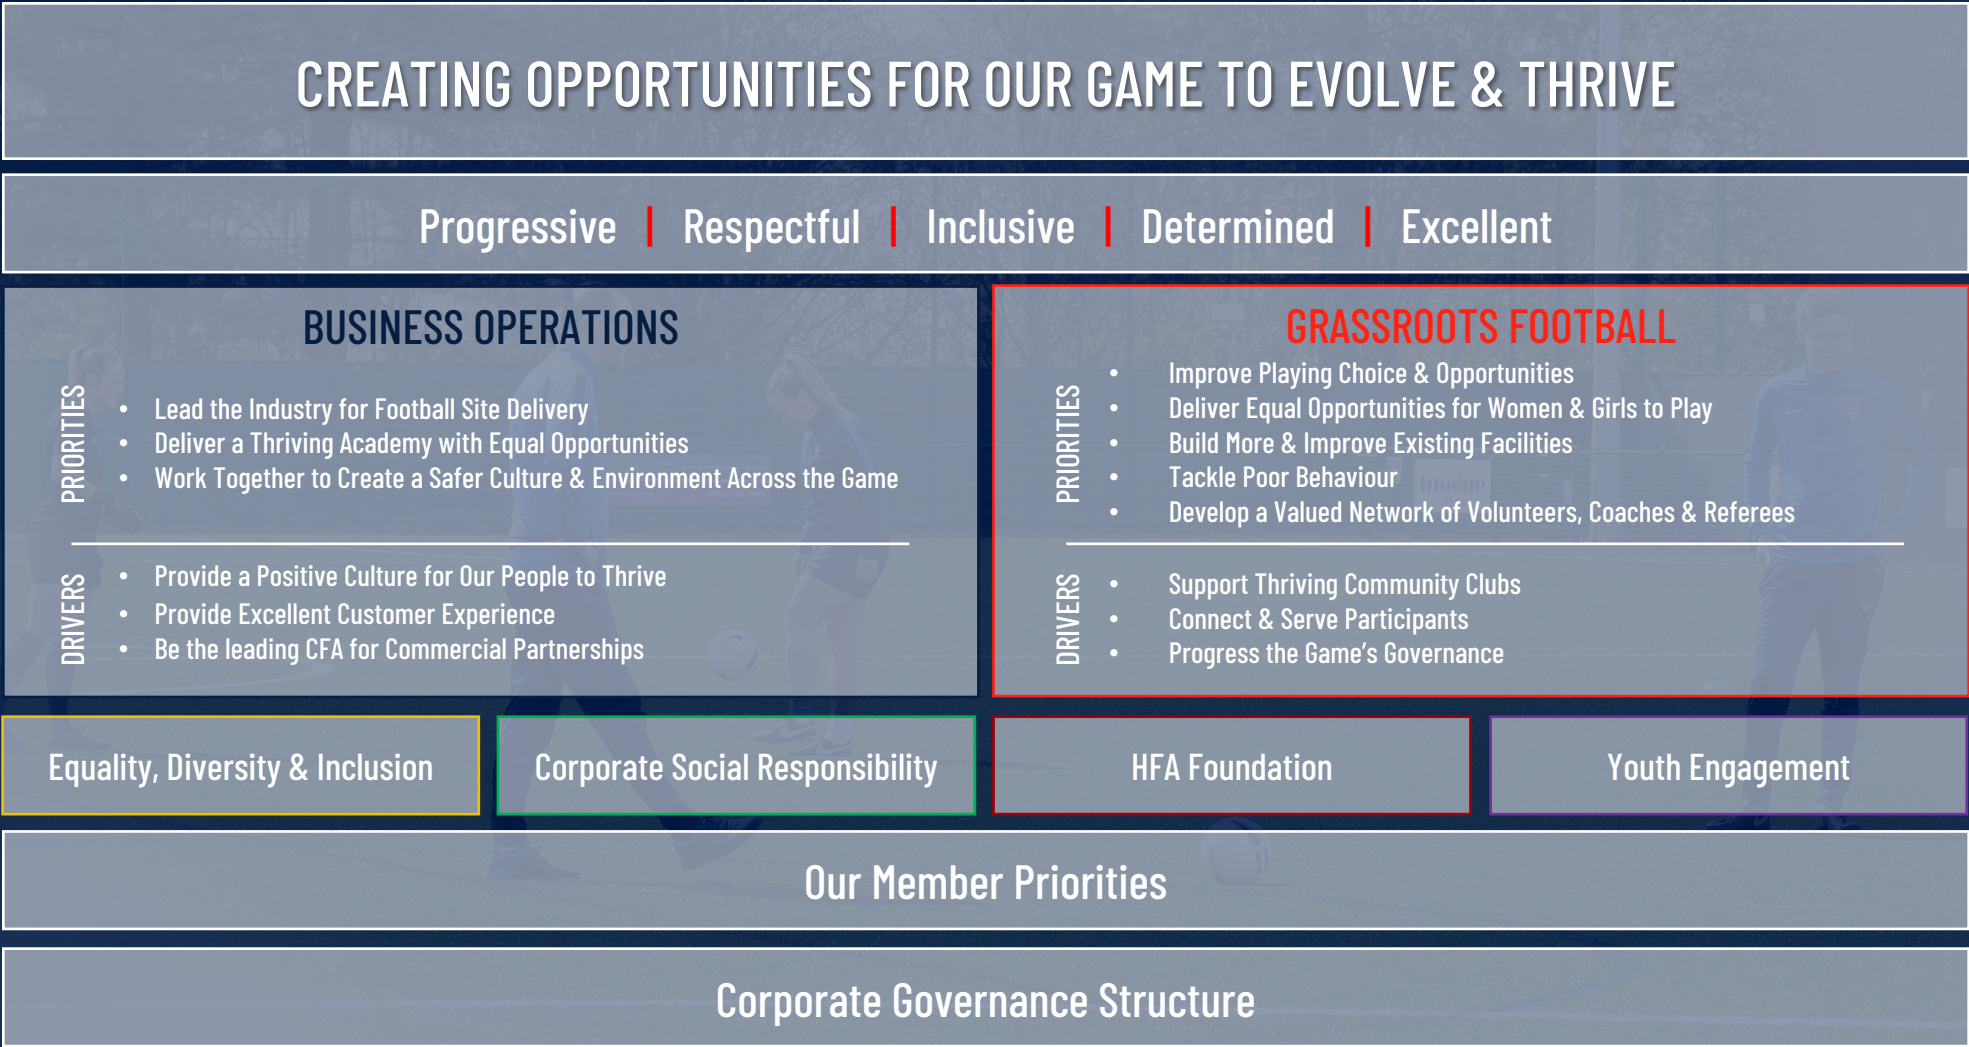 CREATING OPPORTUNITIES FOR OUR GAME TO EVOLVE & THRIVE
Progressive | Respectful | Inclusive | Determined | Excellent
BUSINESS OPERATIONS
PRIORITIES
• Lead the Industry for Football Site Delivery
• Deliver a Thriving Academy with Equal Opportunities
• Work Together to Create a Safer Culture & Environment Across the Game
DRIVERS
• Provide a Positive Culture for Our People to Thrive
• Provide Excellent Customer Experience
• Be the leading CFA for Commercial Partnerships
GRASSROOTS FOOTBALL
PRIORITIES
• Improve Playing Choice & Opportunities
• Deliver Equal Opportunities for Women & Girls to Play
• Build More & Improve Existing Facilities
• Tackle Poor Behaviour
• Develop a Valued Network of Volunteers, Coaches & Referees
DRIVERS
• Support Thriving Community Clubs
• Connect & Serve Participants
• Progress the Game’s Governance
Equality, Diversity & Inclusion
Corporate Social Responsibility
HFA Foundation
Youth Engagement
Our Member Priorities
Corporate Governance Structure